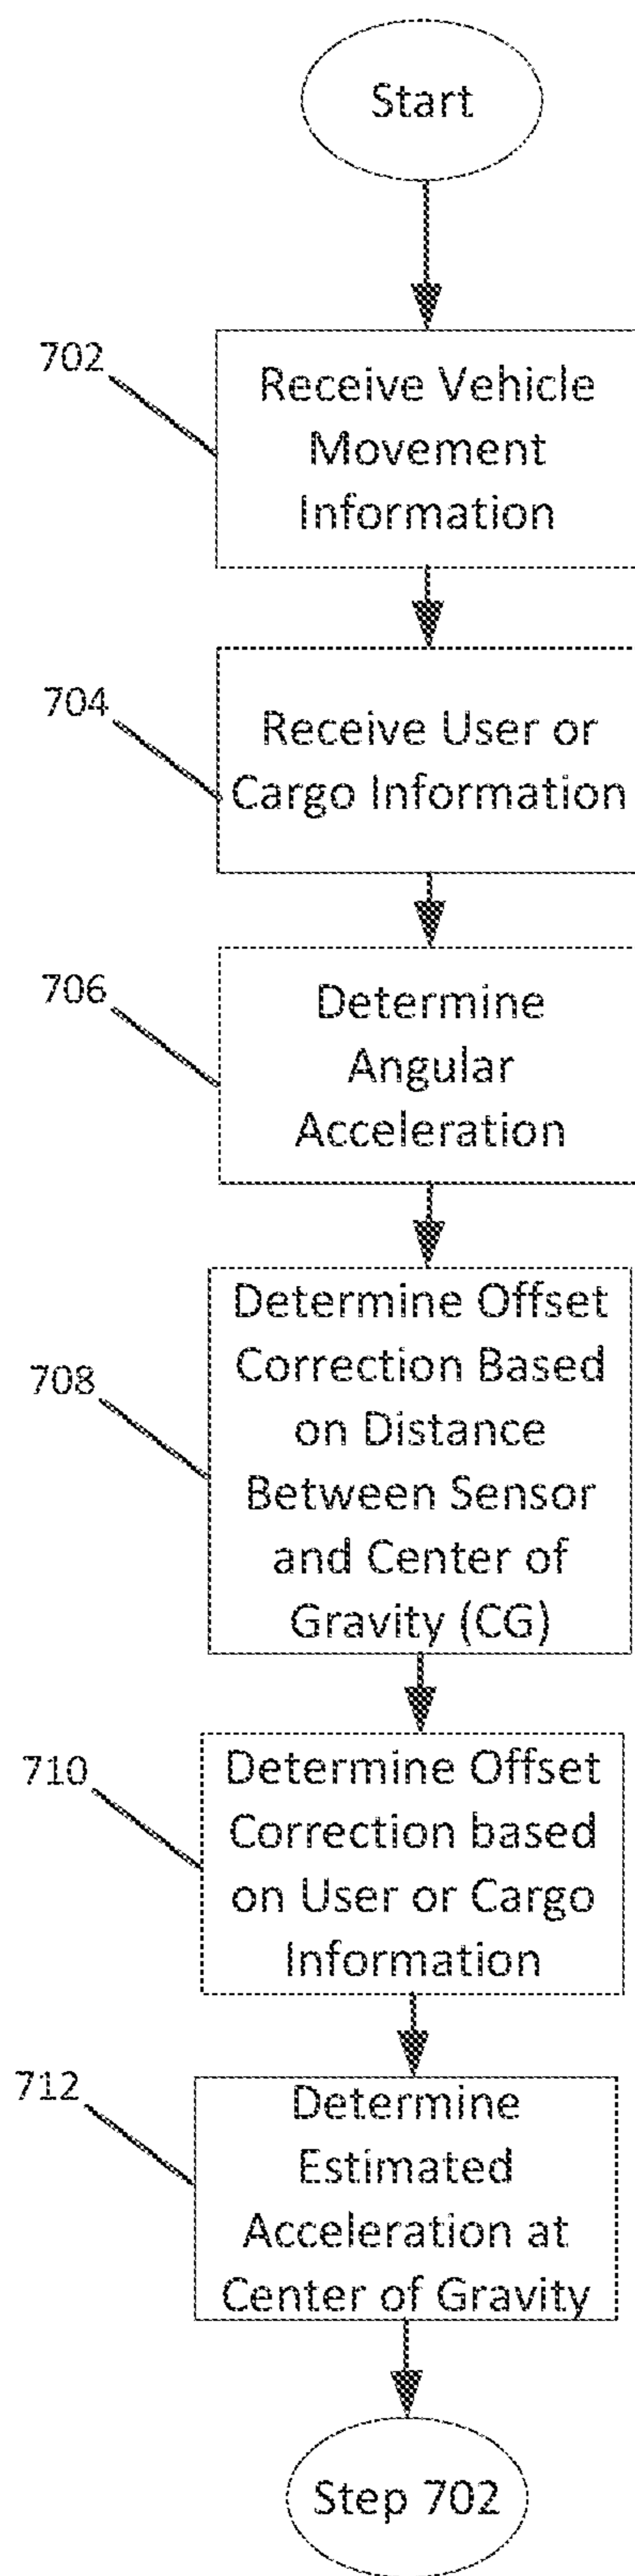 Start
702
Receive Vehicle
Movement
Information
704
Receive User or
Cargo Information
706
Determine
Angular
Acceleration
708
Determine Offset
Correction Based
on Distance
Between Sensor
and Center of
Gravity (CG)
710
Determine Offset
Correction based
on User or Cargo
Information
712
Determine
Estimated
Acceleration at
Center of Gravity
Step 702